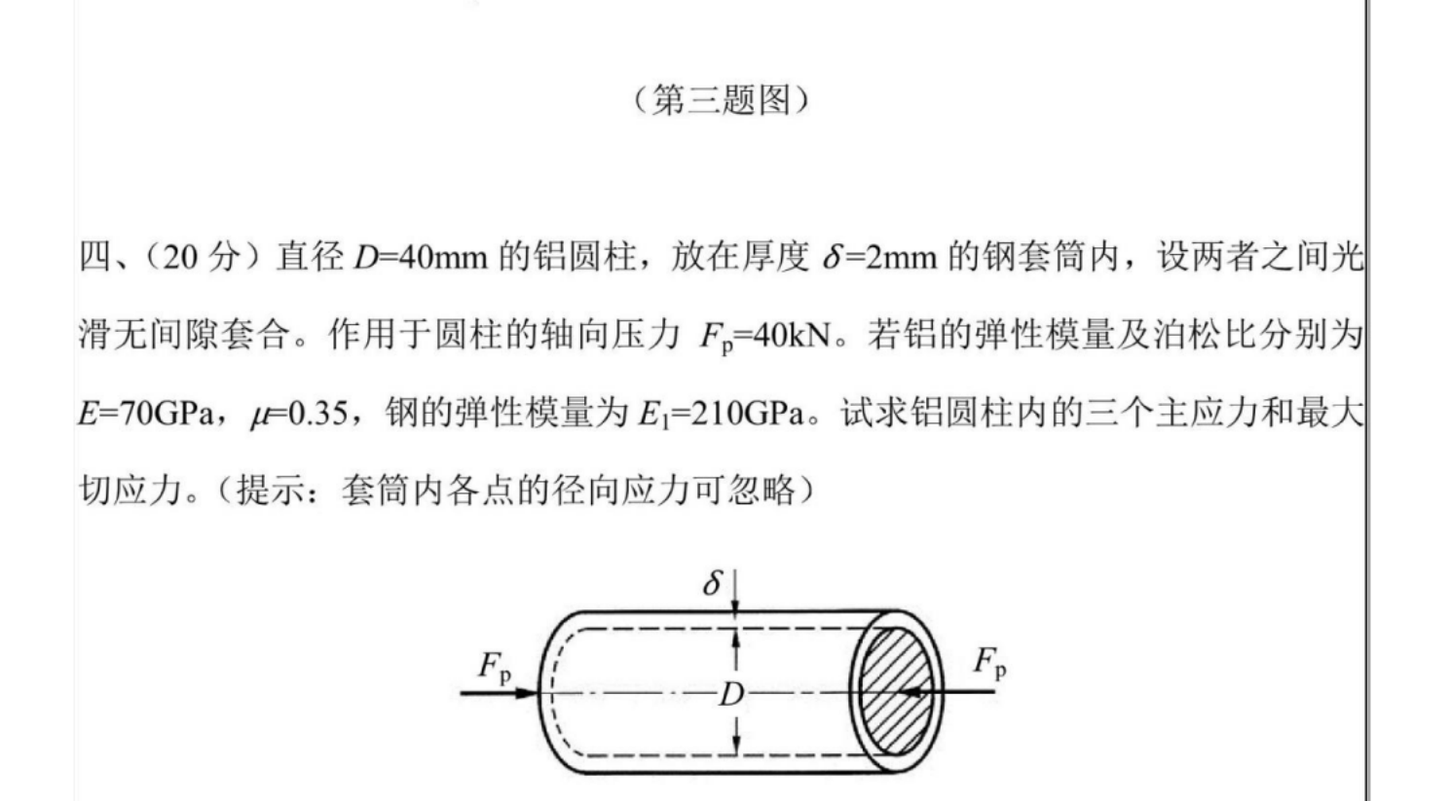 （第三题图）
四、（20 分）直径 D=40mm 的铝圆柱，放在厚度 δ=2mm 的钢套筒内，设两者之间光
滑无间隙套合。作用于圆柱的轴向压力 Fp=40kN。若铝的弹性模量及泊松比分别为
E=70GPa，μ=0.35，钢的弹性模量为 E1=210GPa。试求铝圆柱内的三个主应力和最大
切应力。（提示：套筒内各点的径向应力可忽略）
δ
Fp
Fp
D